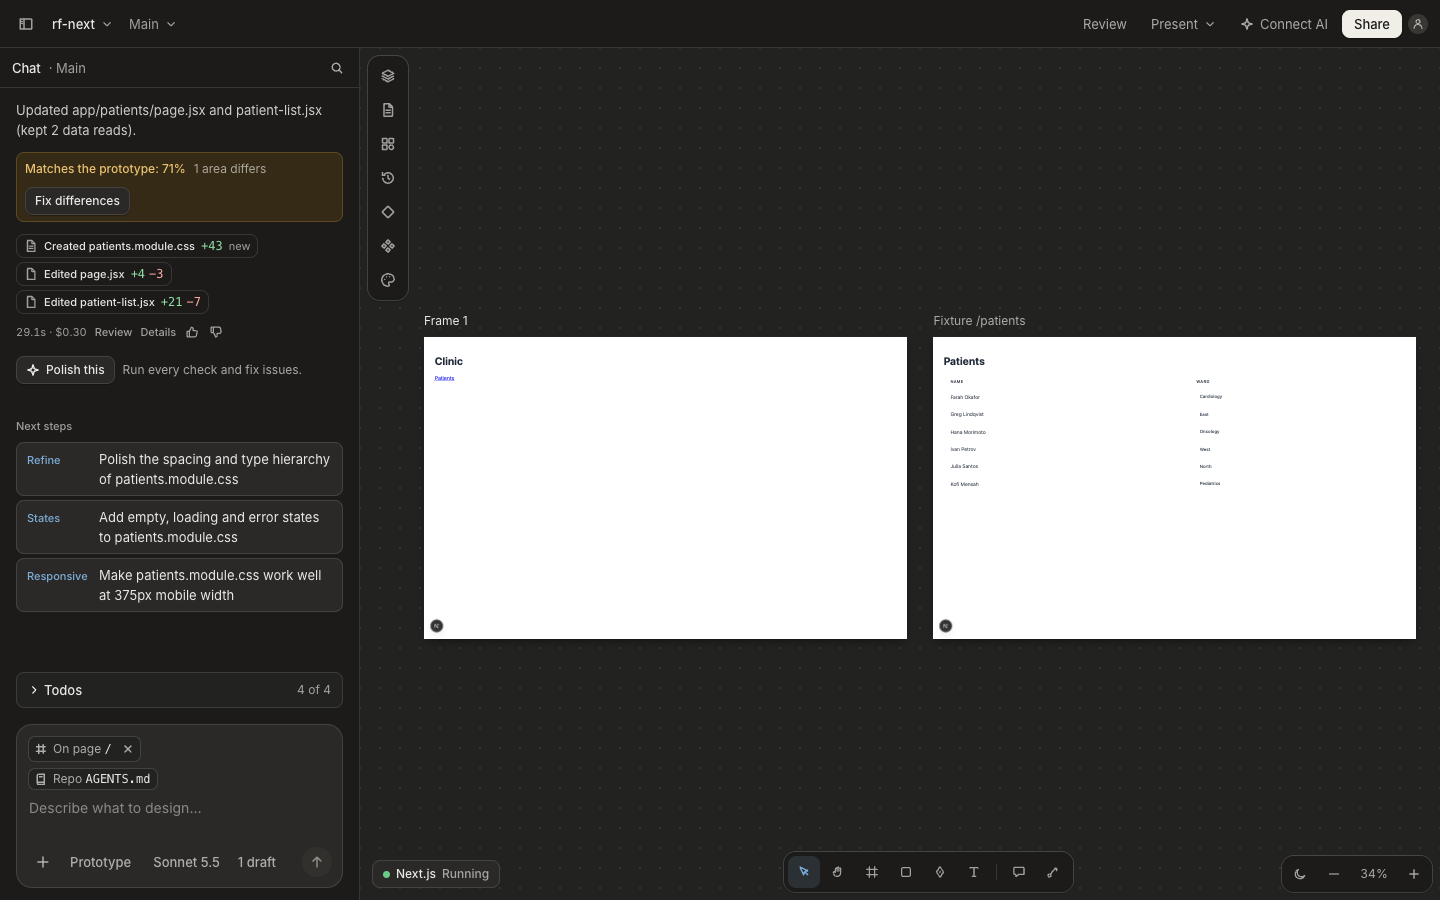 rf-next
Main
Review
Present
Connect AI
Share
Chat · Main
Updated app/patients/page.jsx and patient-list.jsx
(kept 2 data reads).
Matches the prototype: 71% 1 area differs
Fix differences
Created patients.module.css +43 new
Edited page.jsx +4 −3
Edited patient-list.jsx +21 −7
29.1s · $0.30 Review Details
Polish this Run every check and fix issues.
Next steps
Refine Polish the spacing and type hierarchy
of patients.module.css
States Add empty, loading and error states
to patients.module.css
Responsive Make patients.module.css work well
at 375px mobile width
Todos 4 of 4
On page /
Repo AGENTS.md
Describe what to design...
Prototype Sonnet 5.5 1 draft
Frame 1
Clinic
Patients
Fixture /patients
Patients
NAME WARD
Farah Okafor Cardiology
Greg Lindqvist East
Hana Morimoto Oncology
Ivan Petrov West
Julia Santos North
Kofi Mensah Pediatrics
N
N
Next.js Running
T
34%